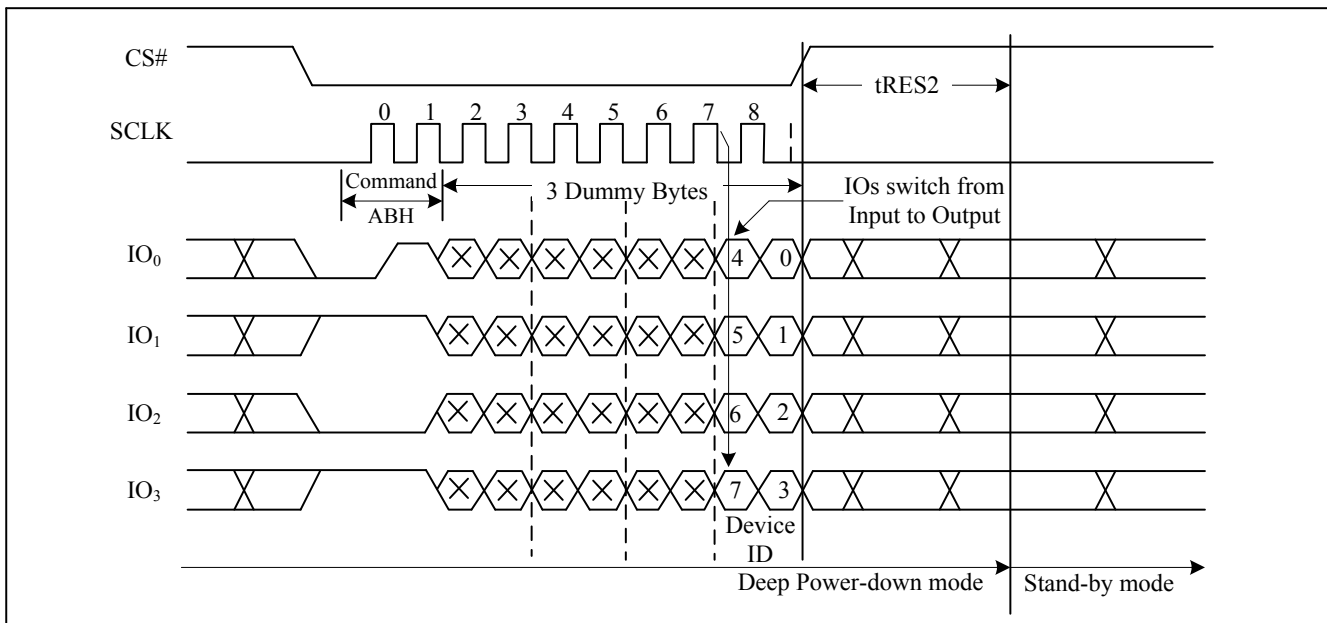 CS#
tRES2
0 1 2 3 4 5 6 7 8
SCLK
Command
ABH
3 Dummy Bytes
IOs switch from
Input to Output
IO0 4 0
IO1 5 1
IO2 6 2
IO3 7 3
Device
ID
Deep Power-down mode
Stand-by mode